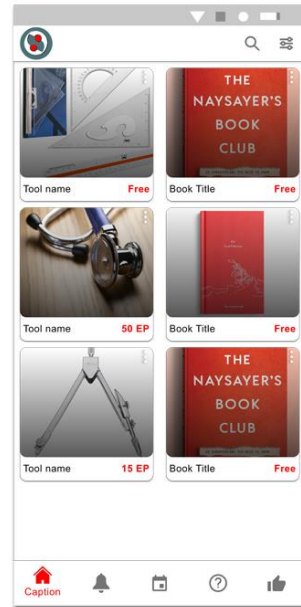 THE
NAYSAYER'S
BOOK
CLUB
Tool name Free
Book Title Free
Tool name 50 EP
Book Title Free
THE
NAYSAYER'S
BOOK
CLUB
Tool name 15 EP
Book Title Free
Caption